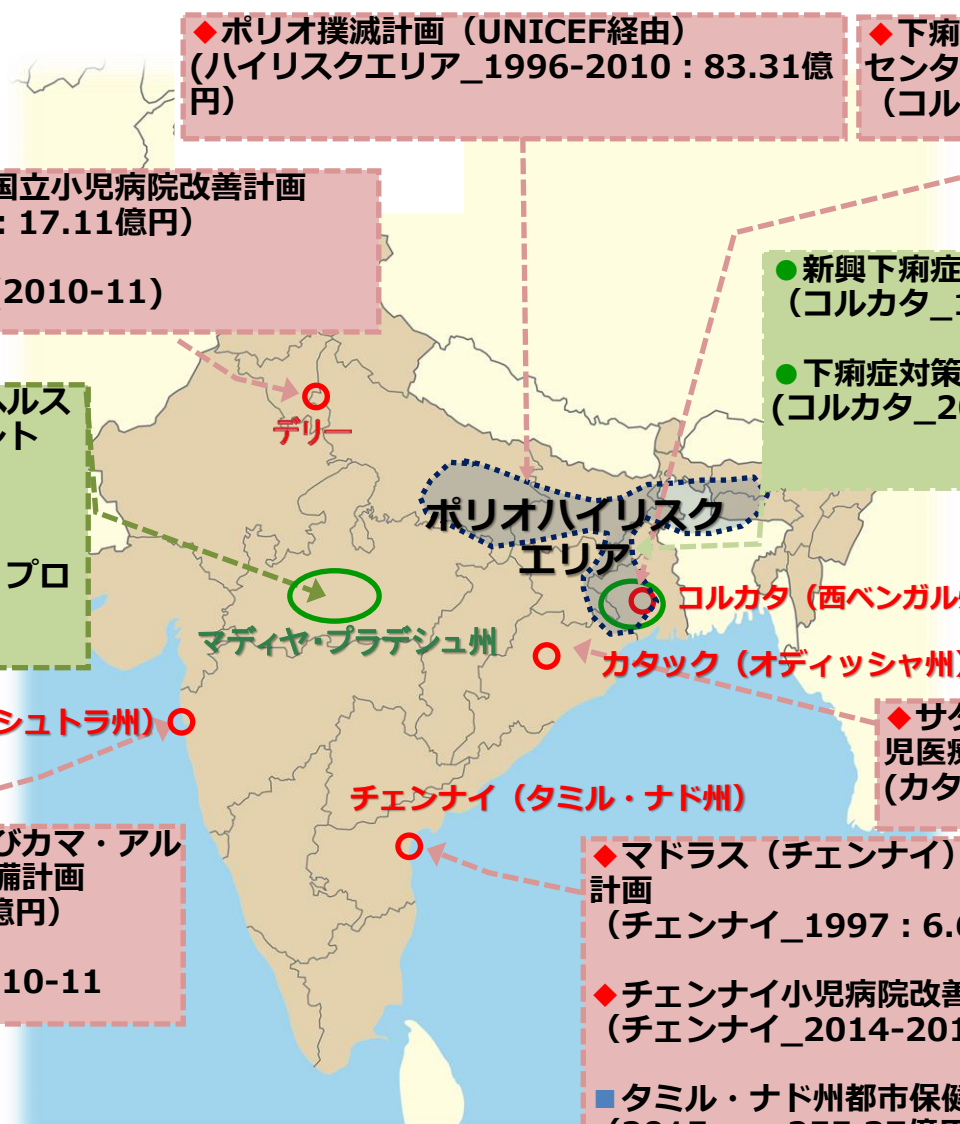 ◆ポリオ撲滅計画（UNICEF経由）
(ハイリスクエリア_1996-2010：83.31億
円）
◆下痢
センタ
（コル
国立小児病院改善計画
：17.11億円）
2010-11)
●新興下痢症
（コルカタ_
●下痢症対策
(コルカタ_20
ヘルス
ント
プロ
デリー
ポリオハイリスク
エリア
コルカタ（西ベンガル
マディヤ・プラデシュ州
カタック（オディッシャ州）
シュトラ州）
◆サ
児医療
(カタ
チェンナイ（タミル・ナド州）
びカマ・アル
備計画
億円）
10-11
◆マドラス（チェンナイ）
計画
（チェンナイ_1997：6.
◆チェンナイ小児病院改善
（チェンナイ_2014-201
■タミル・ナド州都市保健